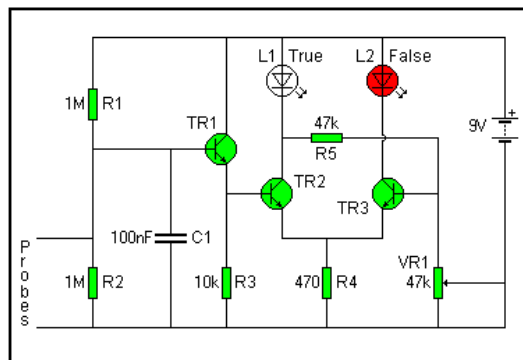 L1 True L2 False
1M R1
47k
R5
9V +
TR1
TR2
TR3
Probes
100nF C1
1M R2
10k R3
470 R4
VR1
47k